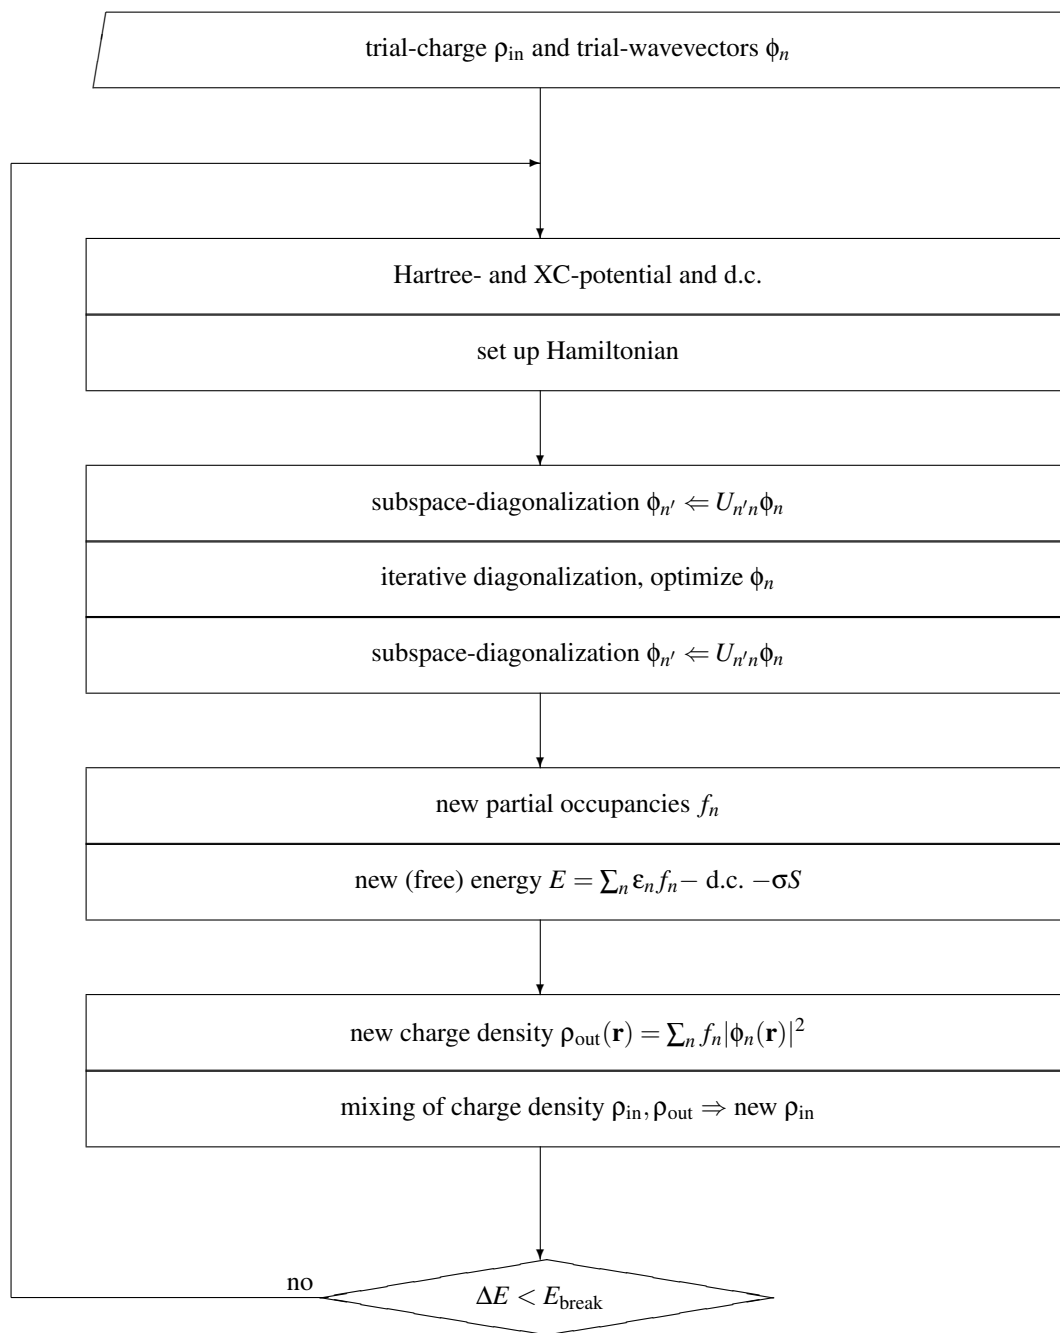 trial-charge ρ_in and trial-wavevectors ϕ_n
Hartree- and XC-potential and d.c.
set up Hamiltonian
subspace-diagonalization ϕ_n′ ⇐ U_n′n ϕ_n
iterative diagonalization, optimize ϕ_n
subspace-diagonalization ϕ_n′ ⇐ U_n′n ϕ_n
new partial occupancies f_n
new (free) energy E = ∑_n ε_n f_n − d.c. −σS
new charge density ρ_out(r) = ∑_n f_n|ϕ_n(r)|²
mixing of charge density ρ_in, ρ_out ⇒ new ρ_in
no
ΔE < E_break